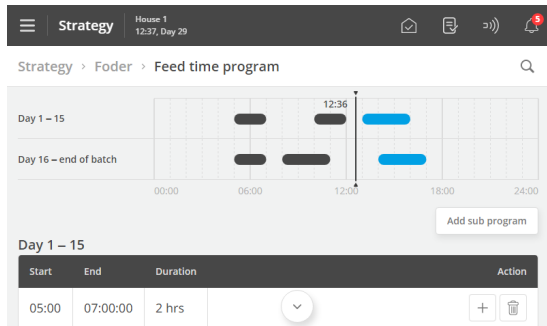 Strategy
House 1
12:37, Day 29
5
Strategy > Foder > Feed time program
12:36
Day 1 – 15
Day 16 – end of batch
00:00 06:00 12:00 18:00 24:00
Add sub program
Day 1 – 15
Start End Duration Action
05:00 07:00:00 2 hrs